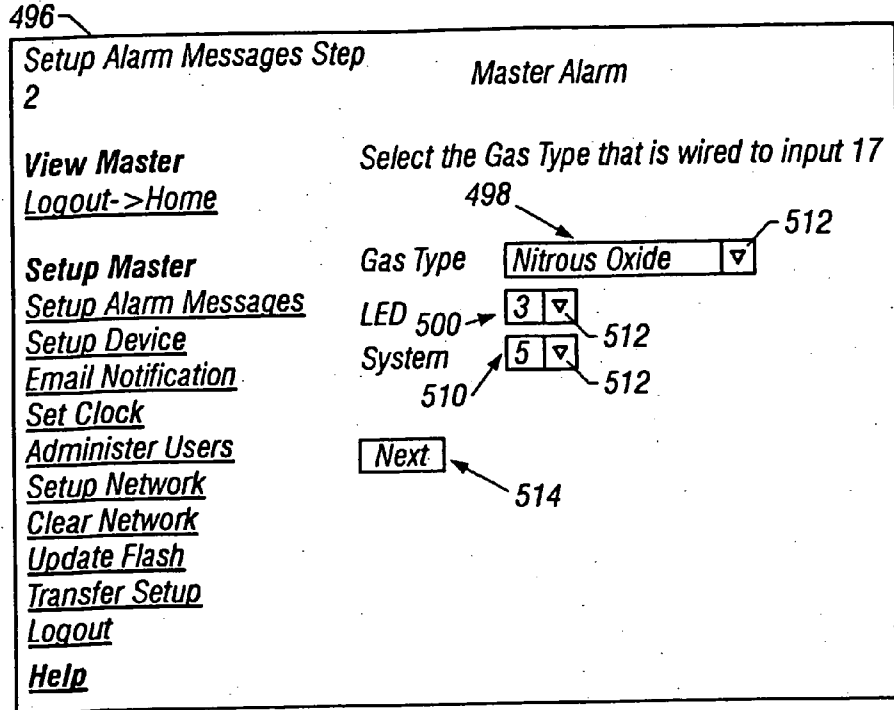 496
Setup Alarm Messages Step
2
Master Alarm
View Master
Logout->Home
Select the Gas Type that is wired to input 17
498
512
Setup Master
Gas Type Nitrous Oxide
Setup Alarm Messages
LED 500 3
512
Setup Device
System 5
512
510
Email Notification
Set Clock
Administer Users
Next
514
Setup Network
Clear Network
Update Flash
Transfer Setup
Logout
Help